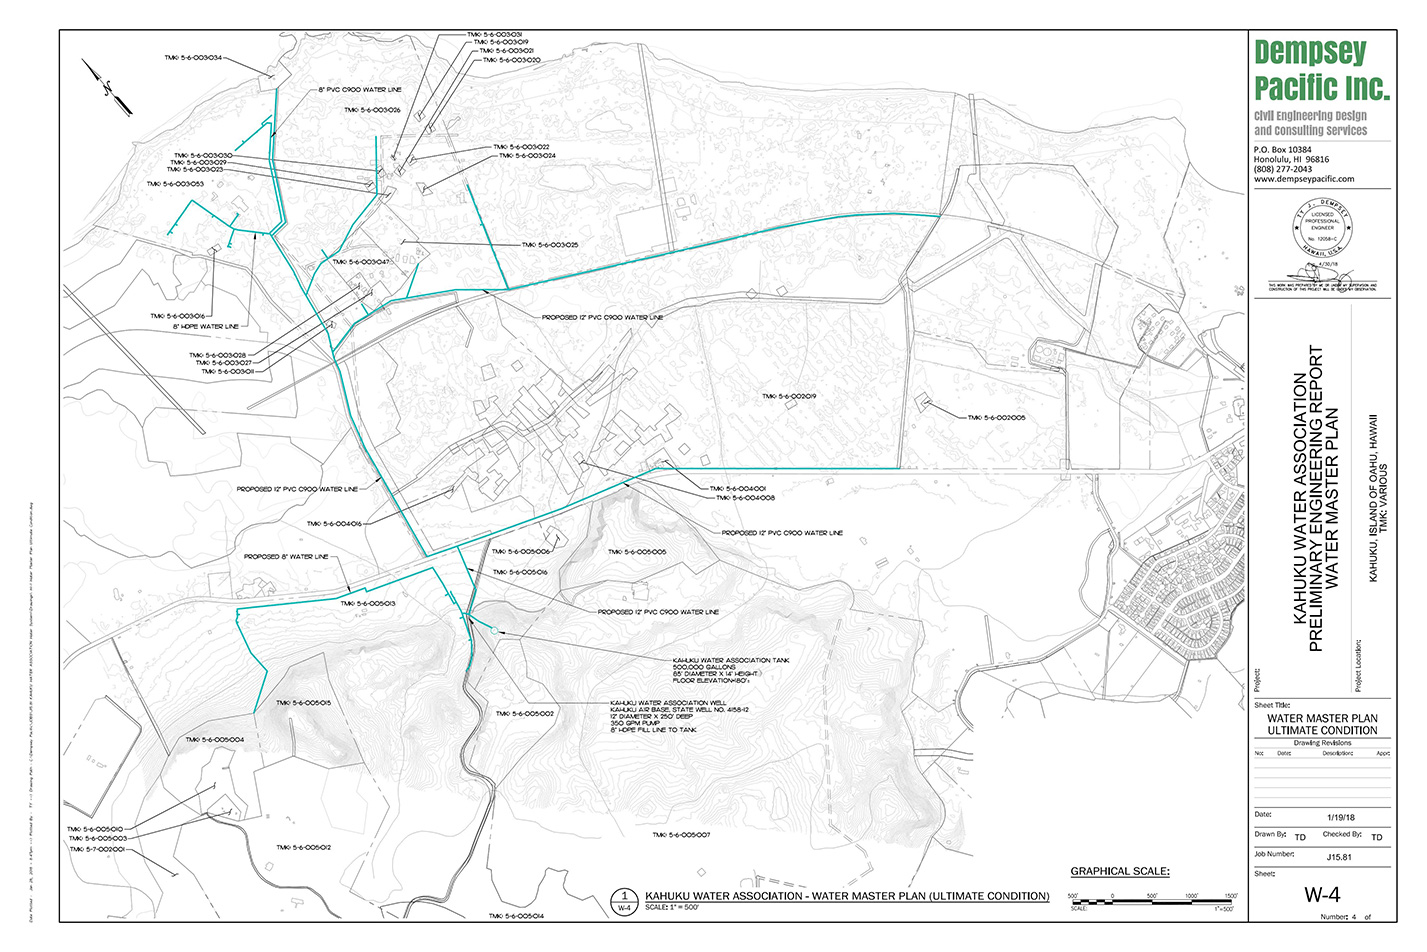 TMK: 5-6-003:034
TMK: 5-6-003:031
TMK: 5-6-003:019
TMK: 5-6-003:021
TMK: 5-6-003:020
8" PVC C900 WATER LINE
TMK: 5-6-003:026
TMK: 5-6-003:030
TMK: 5-6-003:029
TMK: 5-6-003:023
TMK: 5-6-003:053
TMK: 5-6-003:022
TMK: 5-6-003:024
TMK: 5-6-003:025
TMK: 5-6-003:047
TMK: 5-6-003:016
8" HDPE WATER LINE
PROPOSED 12" PVC C900 WATER LINE
TMK: 5-6-003:028
TMK: 5-6-003:027
TMK: 5-6-003:011
TMK: 5-6-002:019
TMK: 5-6-002:005
PROPOSED 12" PVC C900 WATER LINE
TMK: 5-6-004:001
TMK: 5-6-004:008
TMK: 5-6-004:016
PROPOSED 12" PVC C900 WATER LINE
PROPOSED 8" WATER LINE
TMK: 5-6-005:006
TMK: 5-6-005:005
TMK: 5-6-005:016
TMK: 5-6-005:013
PROPOSED 12" PVC C900 WATER LINE
KAHUKU WATER ASSOCIATION TANK
500,000 GALLONS
85' DIAMETER X 14' HEIGHT
FLOOR ELEVATION=180'±
KAHUKU WATER ASSOCIATION WELL
KAHUKU AIR BASE, STATE WELL NO. 4158-12
12" DIAMETER X 250' DEEP
350 GPM PUMP
8" HDPE FILL LINE TO TANK
TMK: 5-6-005:015
TMK: 5-6-005:002
TMK: 5-6-005:004
TMK: 5-6-005:010
TMK: 5-6-005:003
TMK: 5-7-002:001
TMK: 5-6-005:012
TMK: 5-6-005:007
TMK: 5-6-005:014
1
W-4
KAHUKU WATER ASSOCIATION - WATER MASTER PLAN (ULTIMATE CONDITION)
SCALE: 1" = 500'
GRAPHICAL SCALE:
500' 0 500' 1000' 1500'
SCALE: 1"=500'
Dempsey
Pacific Inc.
Civil Engineering Design
and Consulting Services
P.O. Box 10384
Honolulu, HI 96816
(808) 277-2043
www.dempseypacific.com
TY J. DEMPSEY
LICENSED
PROFESSIONAL
ENGINEER
No. 12058-C
HAWAII, U.S.A.
4/30/18
THIS WORK WAS PREPARED BY ME OR UNDER MY SUPERVISION AND
CONSTRUCTION OF THIS PROJECT WILL BE UNDER MY OBSERVATION.
Project:
KAHUKU WATER ASSOCIATION
PRELIMINARY ENGINEERING REPORT
WATER MASTER PLAN
Project Location:
KAHUKU, ISLAND OF OAHU, HAWAII
TMK: VARIOUS
Sheet Title:
WATER MASTER PLAN
ULTIMATE CONDITION
Drawing Revisions
No: Date: Description: Appr:
Date: 1/19/18
Drawn By: TD Checked By: TD
Job Number: J15.81
Sheet:
W-4
Number: 4 of